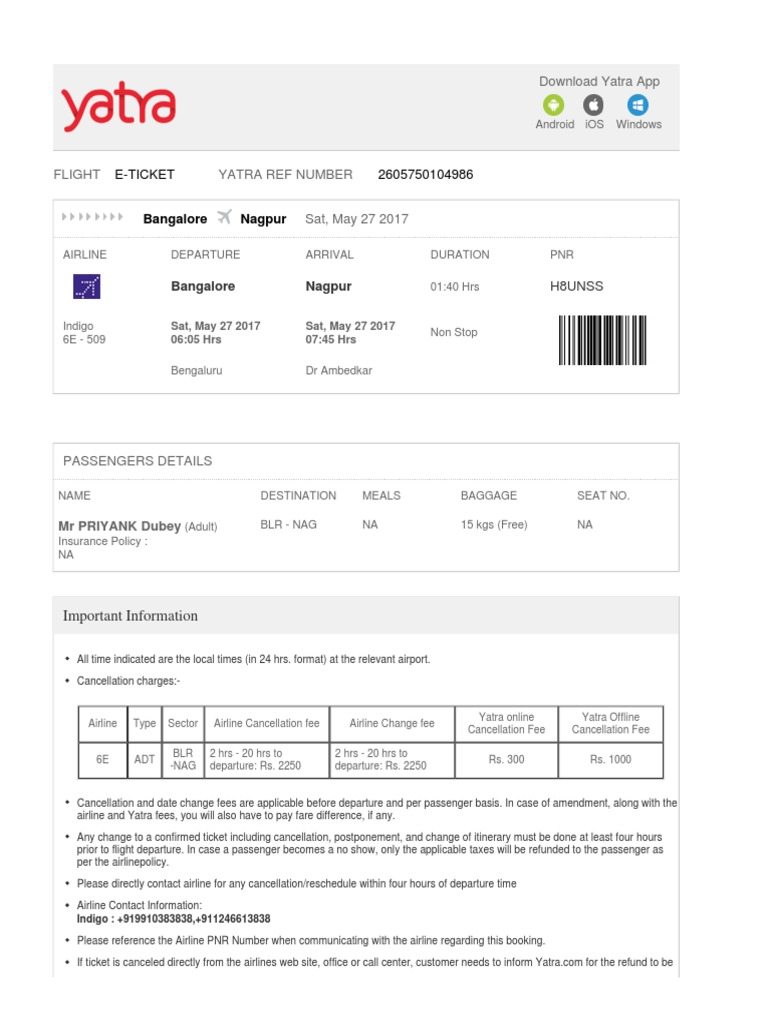 yatra
Download Yatra App
Android iOS Windows
FLIGHT E-TICKET YATRA REF NUMBER 2605750104986
Bangalore Nagpur Sat, May 27 2017
AIRLINE DEPARTURE ARRIVAL DURATION PNR
Bangalore Nagpur 01:40 Hrs H8UNSS
Indigo Sat, May 27 2017 Sat, May 27 2017 Non Stop
6E - 509 06:05 Hrs 07:45 Hrs
Bengaluru Dr Ambedkar
PASSENGERS DETAILS
NAME DESTINATION MEALS BAGGAGE SEAT NO.
Mr PRIYANK Dubey (Adult) BLR - NAG NA 15 kgs (Free) NA
Insurance Policy :
NA
Important Information
All time indicated are the local times (in 24 hrs. format) at the relevant airport.
Cancellation charges:-
Airline Type Sector Airline Cancellation fee Airline Change fee Yatra online Cancellation Fee Yatra Offline Cancellation Fee
6E ADT BLR -NAG 2 hrs - 20 hrs to departure: Rs. 2250 2 hrs - 20 hrs to departure: Rs. 2250 Rs. 300 Rs. 1000
Cancellation and date change fees are applicable before departure and per passenger basis. In case of amendment, along with the
airline and Yatra fees, you will also have to pay fare difference, if any.
Any change to a confirmed ticket including cancellation, postponement, and change of itinerary must be done at least four hours
prior to flight departure. In case a passenger becomes a no show, only the applicable taxes will be refunded to the passenger as
per the airlinepolicy.
Please directly contact airline for any cancellation/reschedule within four hours of departure time
Airline Contact Information:
Indigo : +919910383838,+911246613838
Please reference the Airline PNR Number when communicating with the airline regarding this booking.
If ticket is canceled directly from the airlines web site, office or call center, customer needs to inform Yatra.com for the refund to be